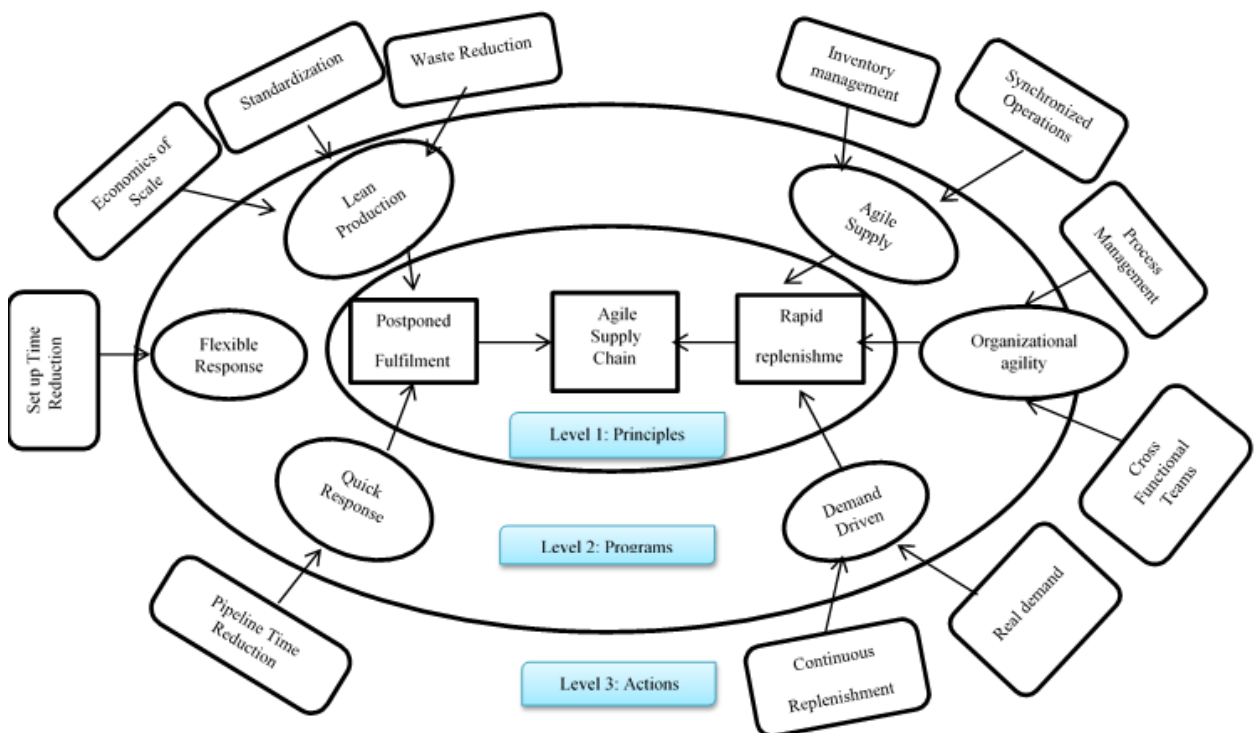 Waste Reduction
Standardization
Economics of
Scale
Inventory
management
Synchronized
Operations
Process
Management
Lean
Production
Agile
Supply
Set up Time
Reduction
Flexible
Response
Postponed
Fulfilment
Agile
Supply
Chain
Rapid
replenishme
Organizational
agility
Level 1: Principles
Quick
Response
Demand
Driven
Cross
Functional
Teams
Level 2: Programs
Pipeline Time
Reduction
Level 3: Actions
Continuous
Replenishment
Real demand